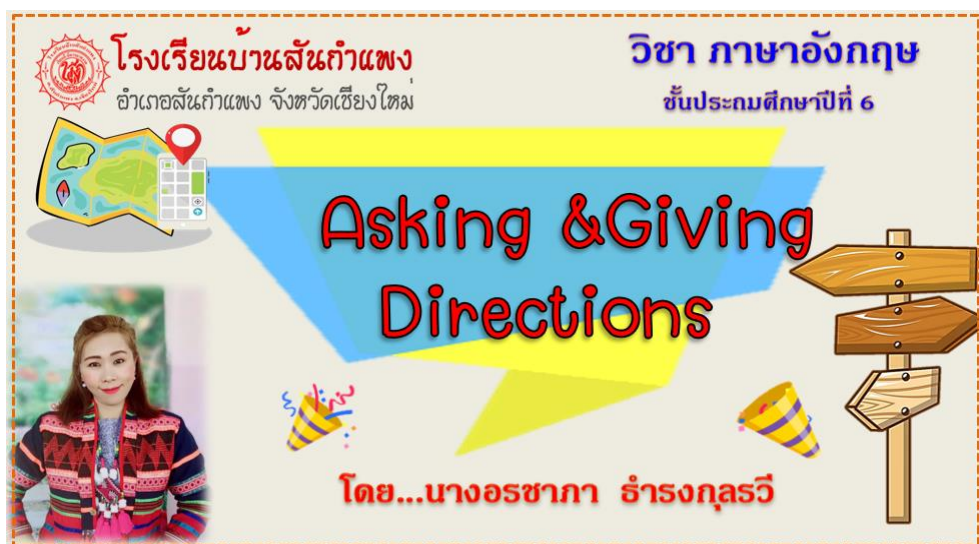 โรงเรียนบ้านสันกำแพง
อำเภอสันกำแพง จังหวัดเชียงใหม่
วิชา ภาษาอังกฤษ
ชั้นประถมศึกษาปีที่ 6
Asking &Giving
Directions
โดย...นางอรชาภา ธำรงกุลรวี